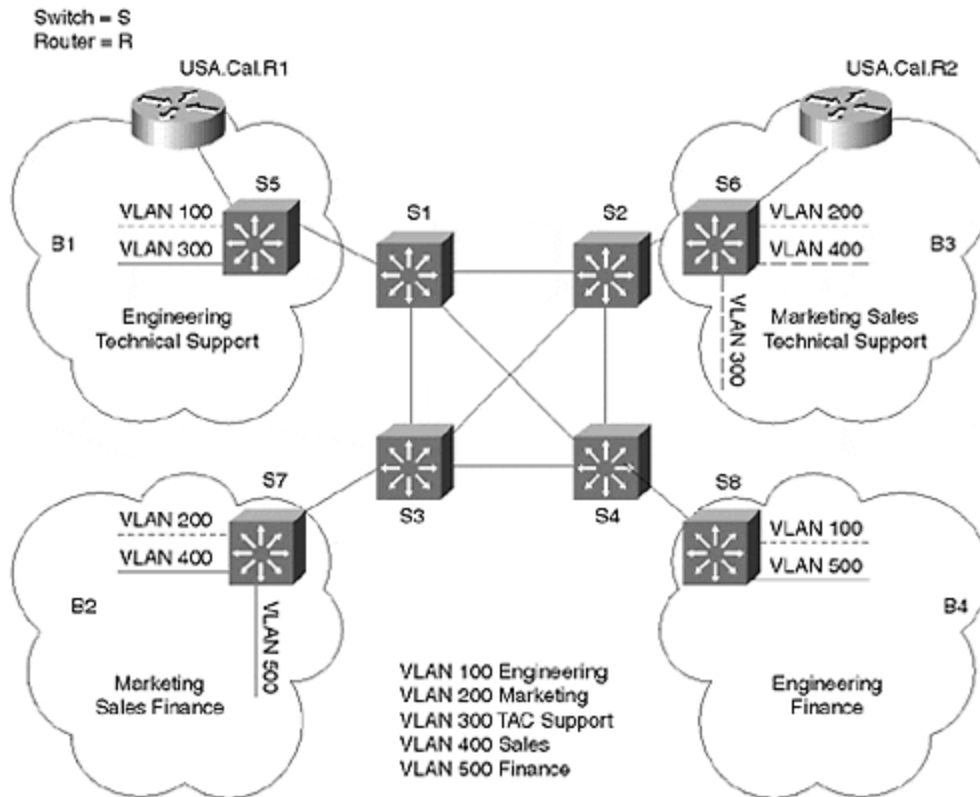 Switch = S
Router = R
USA.Cal.R1
USA.Cal.R2
S5
S6
VLAN 100
S1
S2
VLAN 200
B1
VLAN 300
VLAN 400
B3
Engineering
Technical Support
VLAN 300
Marketing Sales
Technical Support
S7
S8
VLAN 200
S3
S4
VLAN 100
VLAN 400
VLAN 500
B2
VLAN 500
B4
Marketing
Sales Finance
VLAN 100 Engineering
VLAN 200 Marketing
VLAN 300 TAC Support
VLAN 400 Sales
VLAN 500 Finance
Engineering
Finance